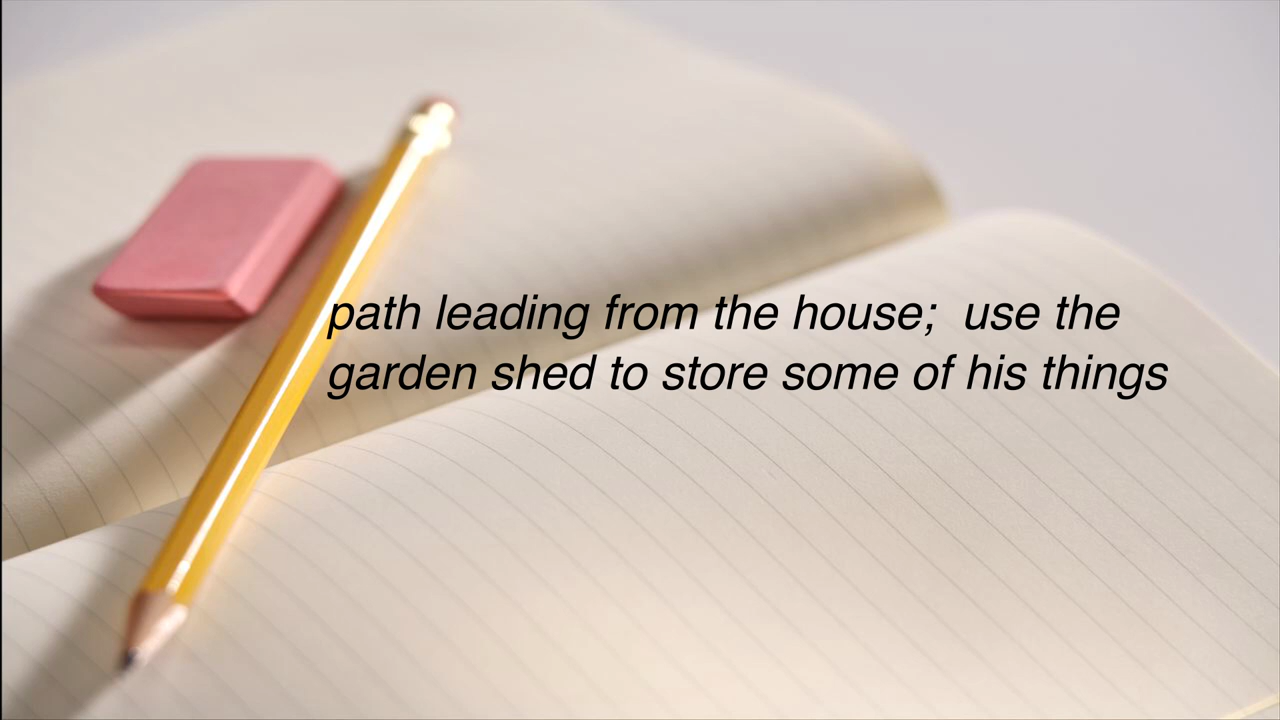 path leading from the house;  use the
garden shed to store some of his things